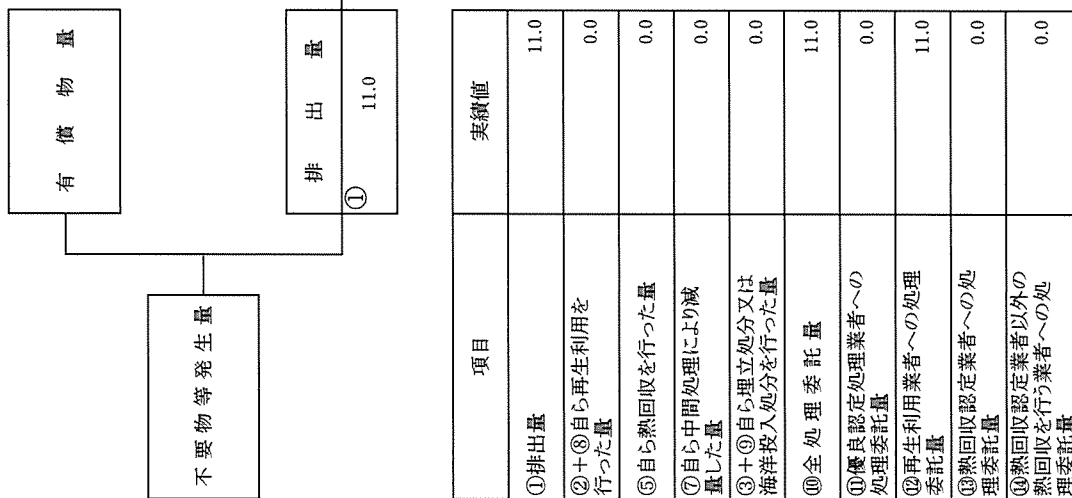 不要物等発生量
有償物量
排出量
①
11.0
項目
実績値
①排出量
11.0
②+⑧自ら再生利用を
行った量
0.0
⑤自ら熱回収を行った量
0.0
⑦自ら中間処理により減
量した量
0.0
③+⑨自ら埋立処分又は
海洋投入処分を行った量
0.0
⑩全処理委託量
11.0
⑪優良認定処理業者への
処理委託量
0.0
⑫再生利用業者への処理
委託量
11.0
⑬熱回収認定業者への処
理委託量
0.0
⑭熱回収認定業者以外の
熱回収を行う業者への処
理委託量
0.0